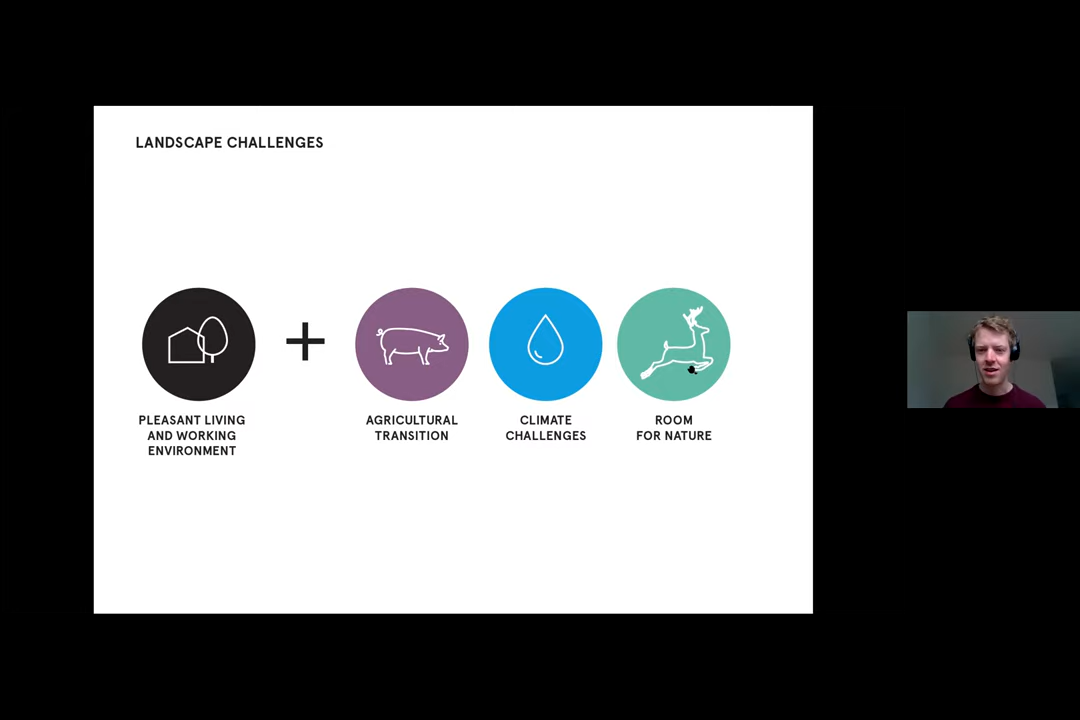 LANDSCAPE CHALLENGES
PLEASANT LIVING
AND WORKING
ENVIRONMENT
AGRICULTURAL
TRANSITION
CLIMATE
CHALLENGES
ROOM
FOR NATURE